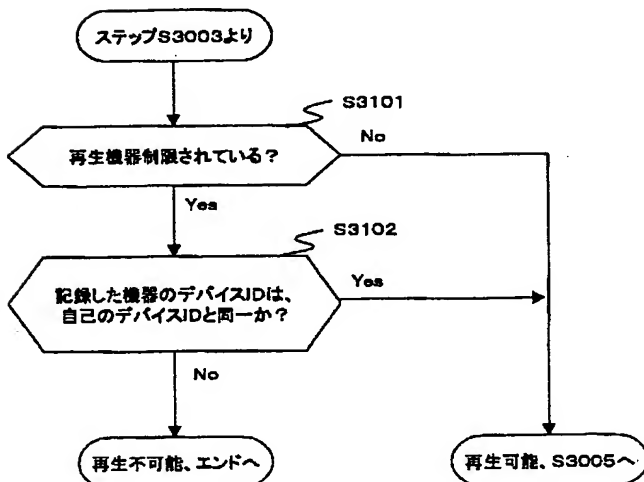 ステップS3003より
S3101
再生機器制限されている?
No
Yes
S3102
記録した機器のデバイスIDは、
自己のデバイスIDと同一か?
Yes
No
再生不可能、エンドへ
再生可能、S3005へ